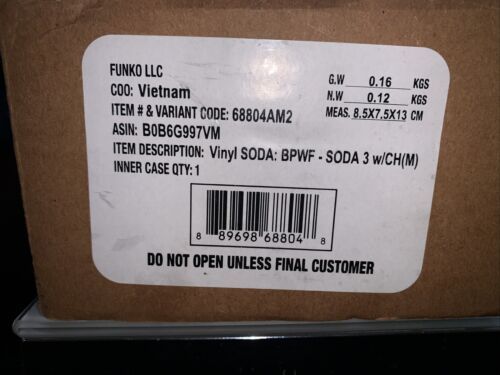 FUNKO LLC
COO: Vietnam
ITEM # & VARIANT CODE: 68804AM2
ASIN: B0B6G997VM
ITEM DESCRIPTION: Vinyl SODA: BPWF - SODA 3 w/CH(M)
INNER CASE QTY: 1
G.W 0.16 KGS
N.W 0.12 KGS
MEAS. 8.5X7.5X13 CM
8 89698 68804 8
DO NOT OPEN UNLESS FINAL CUSTOMER